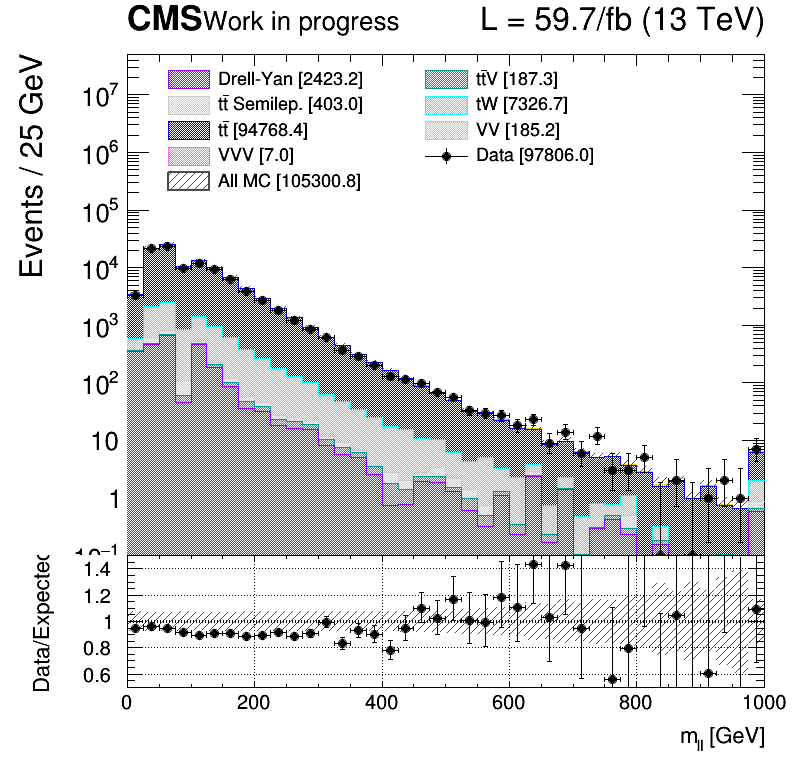 CMS Work in progress L = 59.7/fb (13 TeV)
Events / 25 GeV
Drell-Yan [2423.2]
tt̄V [187.3]
tt̄ Semilep. [403.0]
tW [7326.7]
tt̄ [94768.4]
VV [185.2]
VVV [7.0]
Data [97806.0]
All MC [105300.8]
10⁷
10⁶
10⁵
10⁴
10³
10²
10
1
10⁻¹
Data/Expected
1.4
1.2
1
0.8
0.6
0 200 400 600 800 1000
m_ll [GeV]